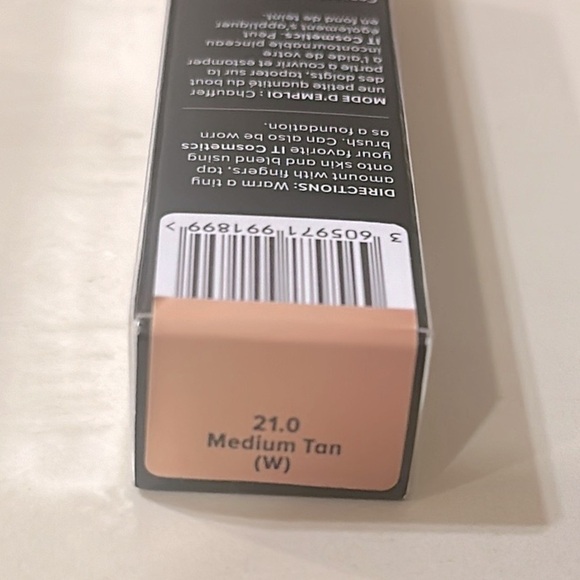 21.0
Medium Tan
(W)
3 605971 991899 >
DIRECTIONS: Warm a tiny
amount with fingers, tap
onto skin and blend using
your favorite IT Cosmetics
brush. Can also be worn
as a foundation.
MODE D'EMPLOI : Chauffer
une petite quantité du bout
des doigts, tapoter sur la
partie à couvrir et estomper
à l'aide de votre
incontournable pinceau
IT Cosmetics. Peut
également s'appliquer
en fond de teint.